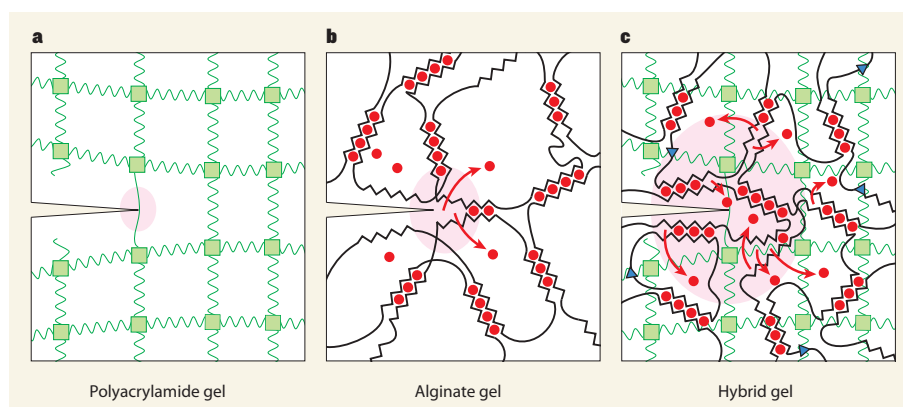 a
b
c
Polyacrylamide gel
Alginate gel
Hybrid gel